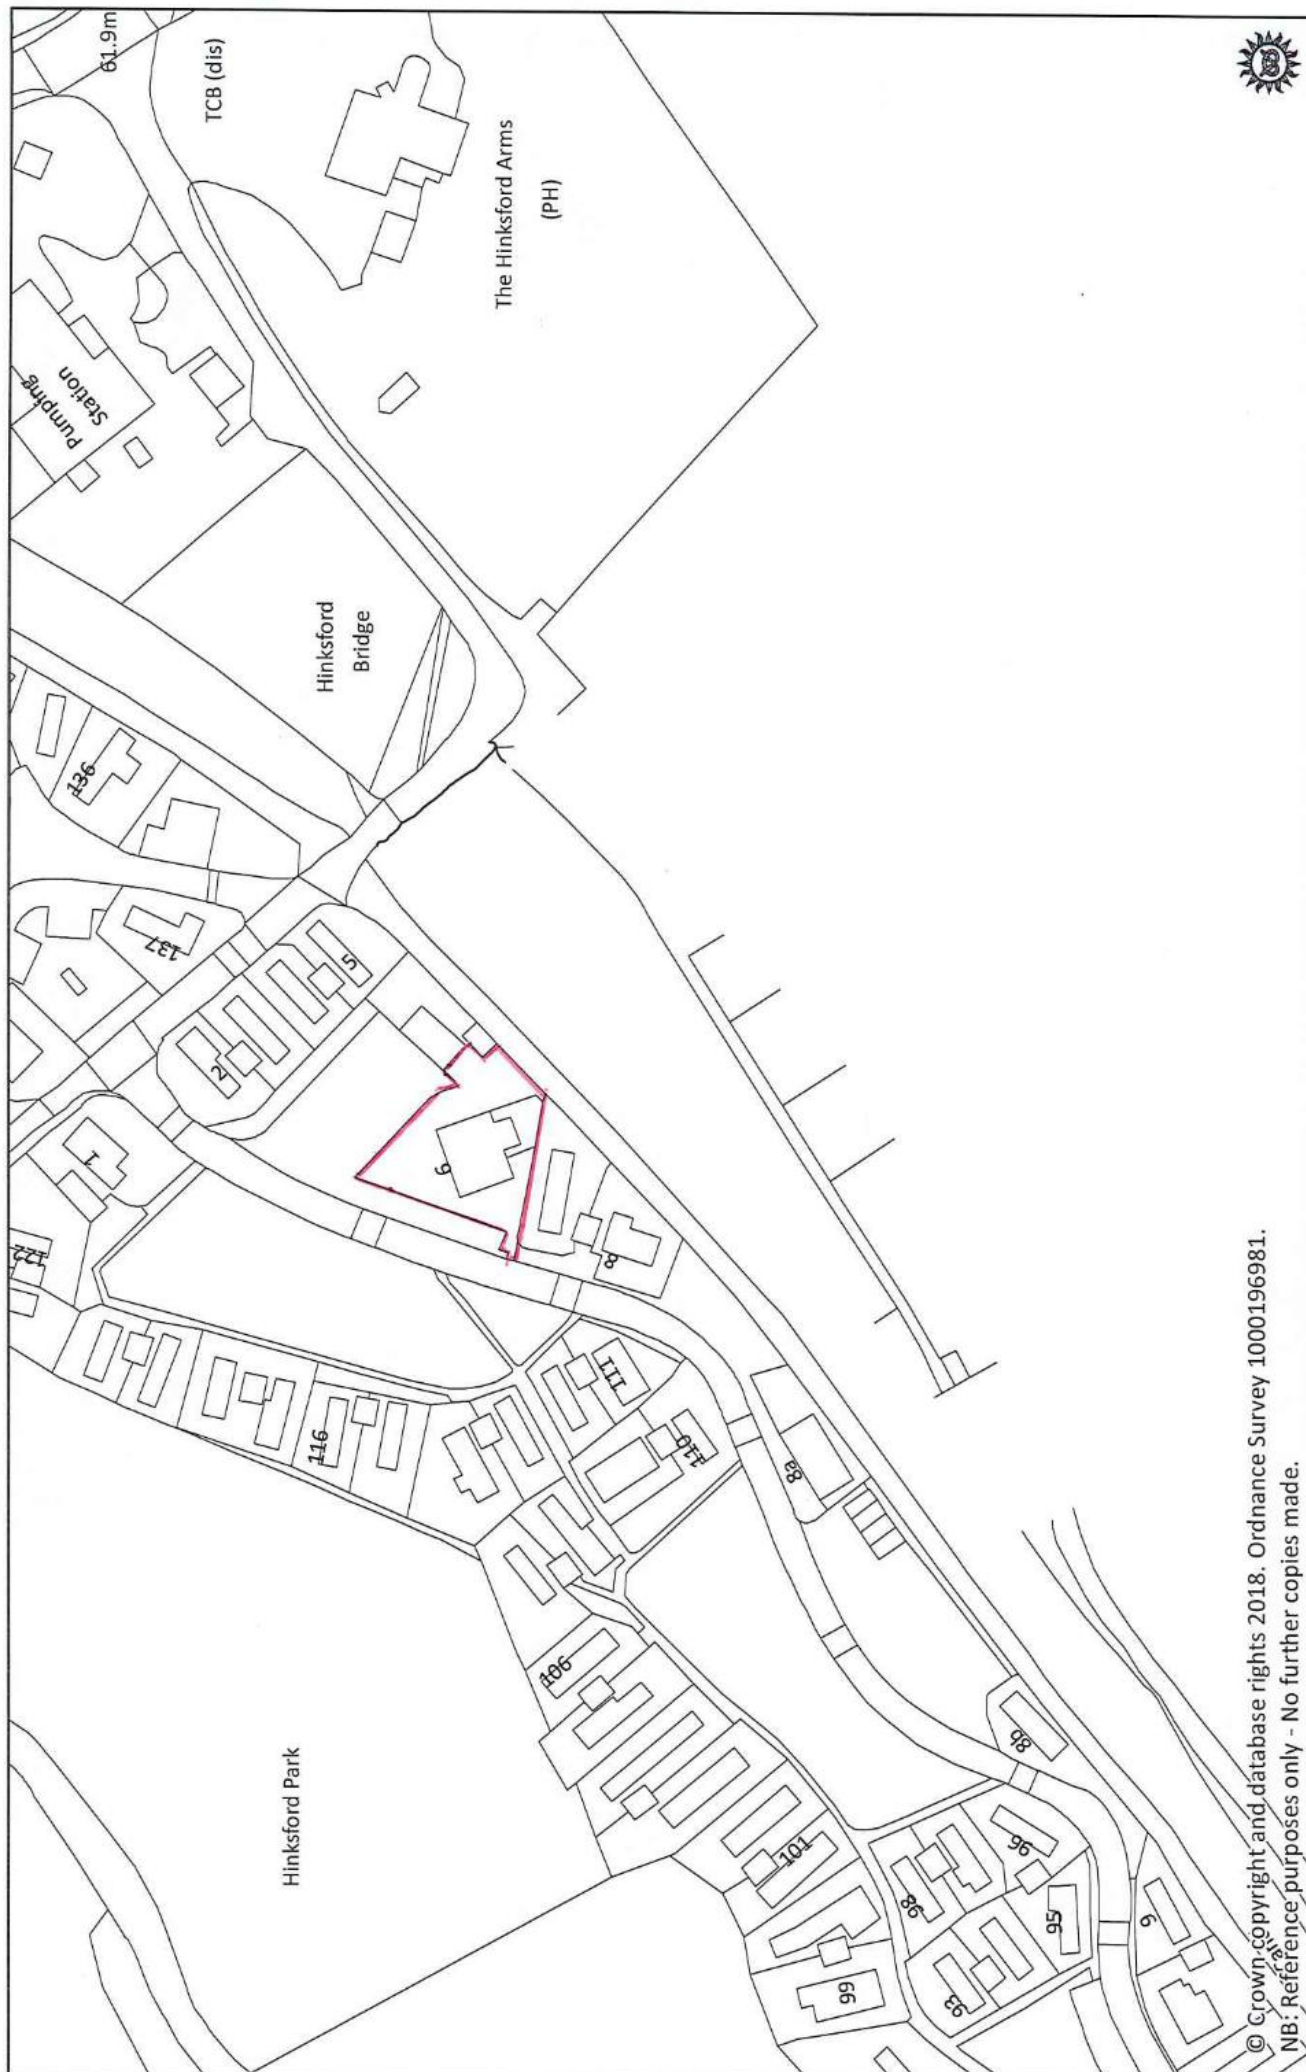 61.9m
TCB (dis)
The Hinksford Arms
(PH)
Pumping
Station
Hinksford
Bridge
136
137
5
2
1
6
8
122
116
111
110
8a
106
Hinksford Park
101
8b
96
98
95
99
93
9
© Crown copyright and database rights 2018. Ordnance Survey 1000196981.
NB: Reference purposes only - No further copies made.